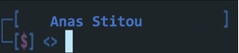 [    Anas Stitou    ]
[$] <>